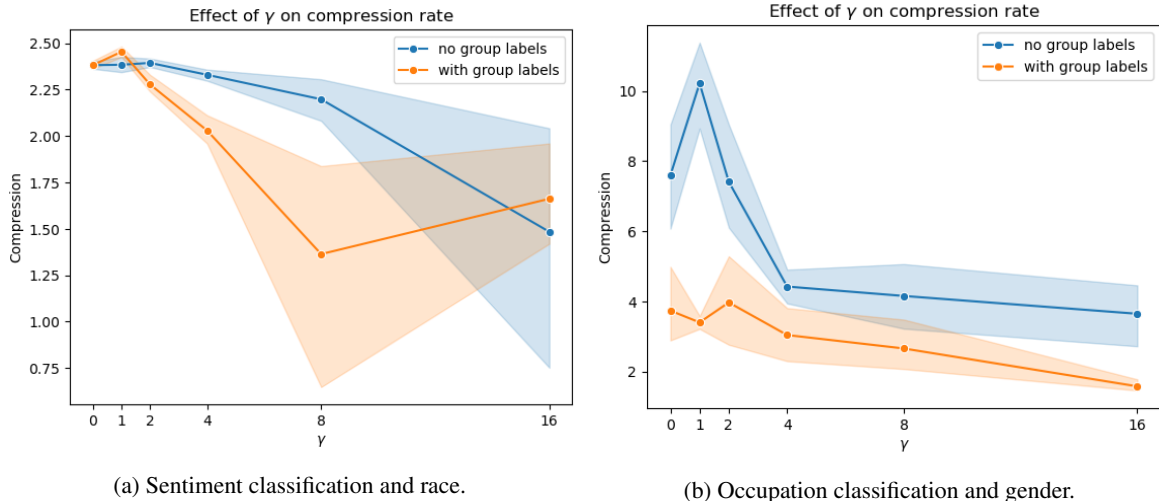 Effect of γ on compression rate
2.50
2.25
2.00
1.75
1.50
1.25
1.00
0.75
Compression
no group labels
with group labels
0 1 2 4 8 16
γ
(a) Sentiment classification and race.
Effect of γ on compression rate
10
8
6
4
2
Compression
no group labels
with group labels
0 1 2 4 8 16
γ
(b) Occupation classification and gender.